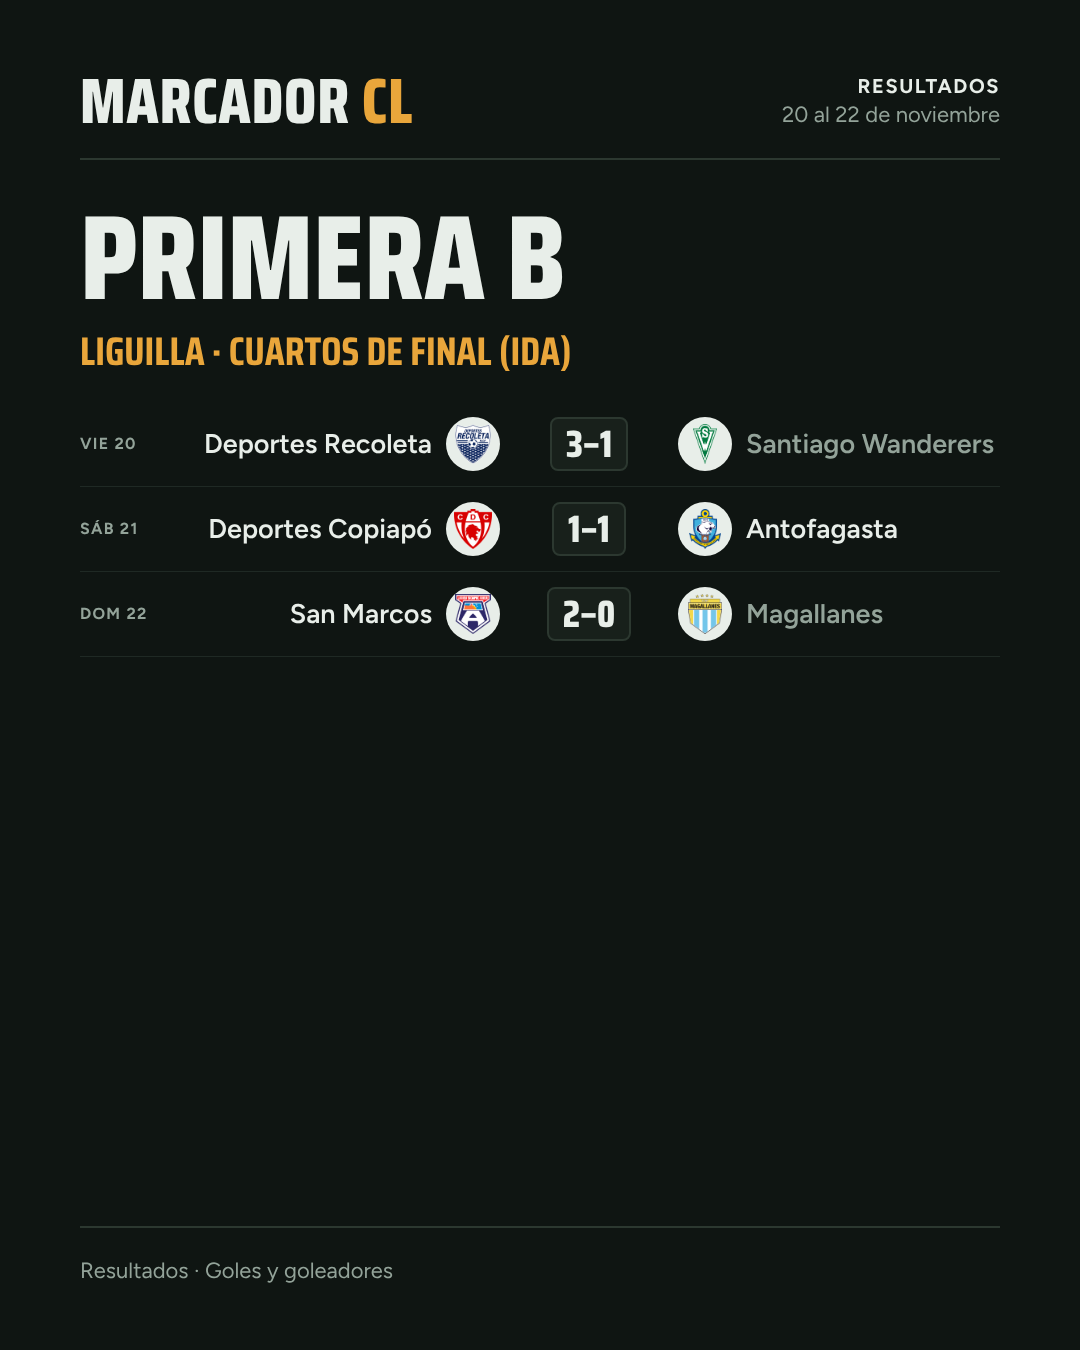 MARCADOR CL
RESULTADOS
20 al 22 de noviembre
PRIMERA B
LIGUILLA · CUARTOS DE FINAL (IDA)
VIE 20 Deportes Recoleta RECOLETA 3–1 S Santiago Wanderers
SÁB 21 Deportes Copiapó C D C 1–1 Antofagasta
DOM 22 San Marcos A 2–0 MAGALLANES Magallanes
Resultados · Goles y goleadores